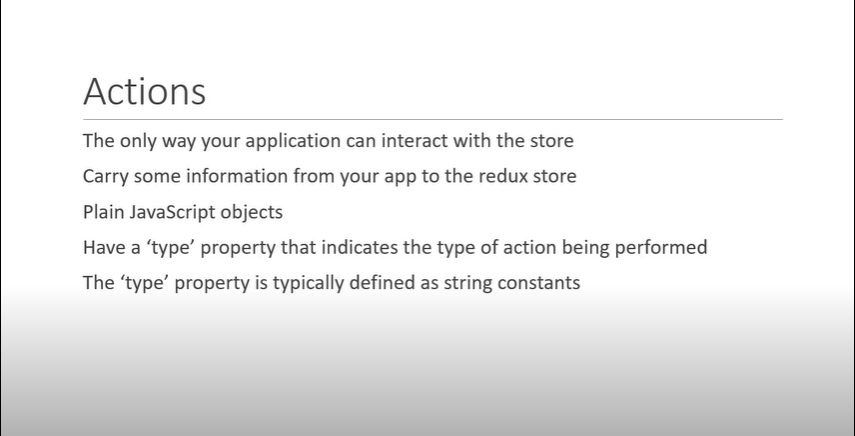 Actions
The only way your application can interact with the store
Carry some information from your app to the redux store
Plain JavaScript objects
Have a ‘type’ property that indicates the type of action being performed
The ‘type’ property is typically defined as string constants